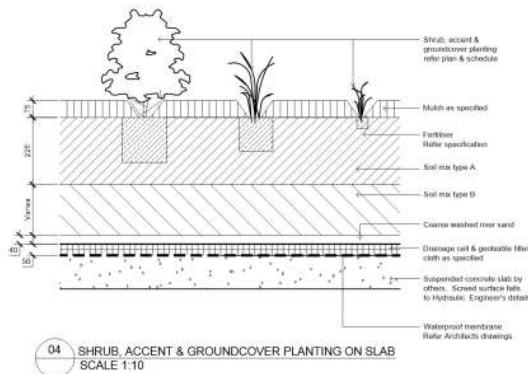 Shrub, accent &
groundcover planting
refer plan & schedule
75
Mulch as specified
Fertiliser
Refer specification
225
Soil mix type A
Soil mix type B
Varies
Coarse washed river sand
40
Drainage cell & geotextile filter
cloth as specified
50
Suspended concrete slab by
others. Screed surface falls
to Hydraulic Engineer's detail
Waterproof membrane
Refer Architects drawings
04 SHRUB, ACCENT & GROUNDCOVER PLANTING ON SLAB
SCALE 1:10